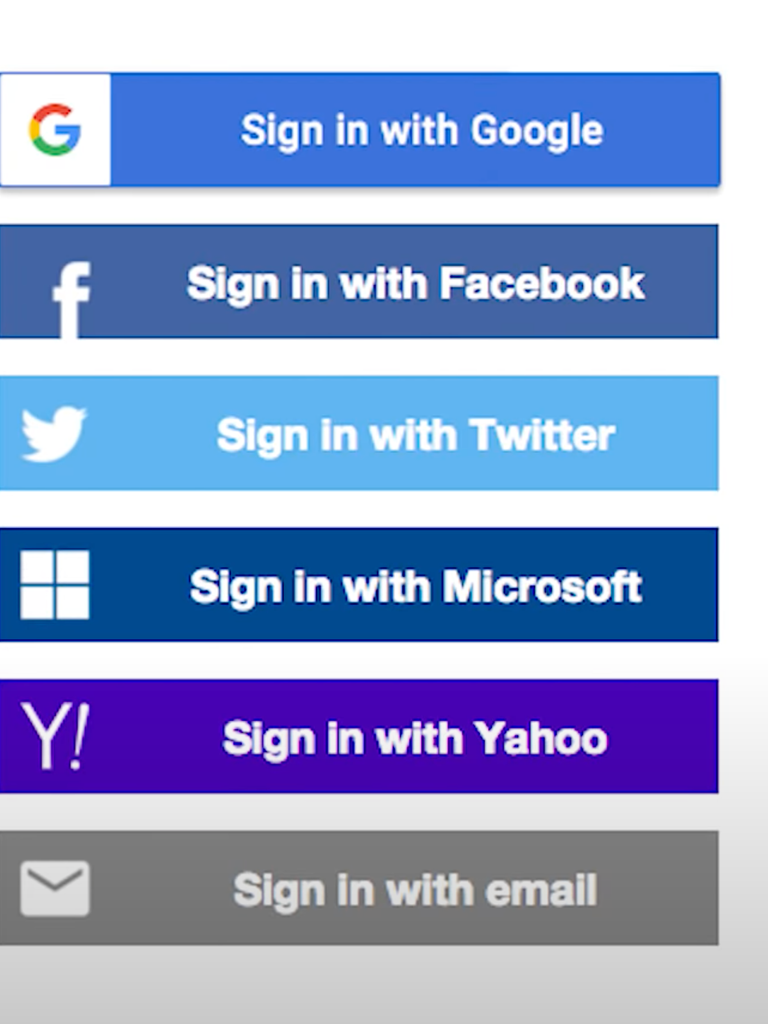 Sign in with Google
Sign in with Facebook
Sign in with Twitter
Sign in with Microsoft
Y! Sign in with Yahoo
Sign in with email